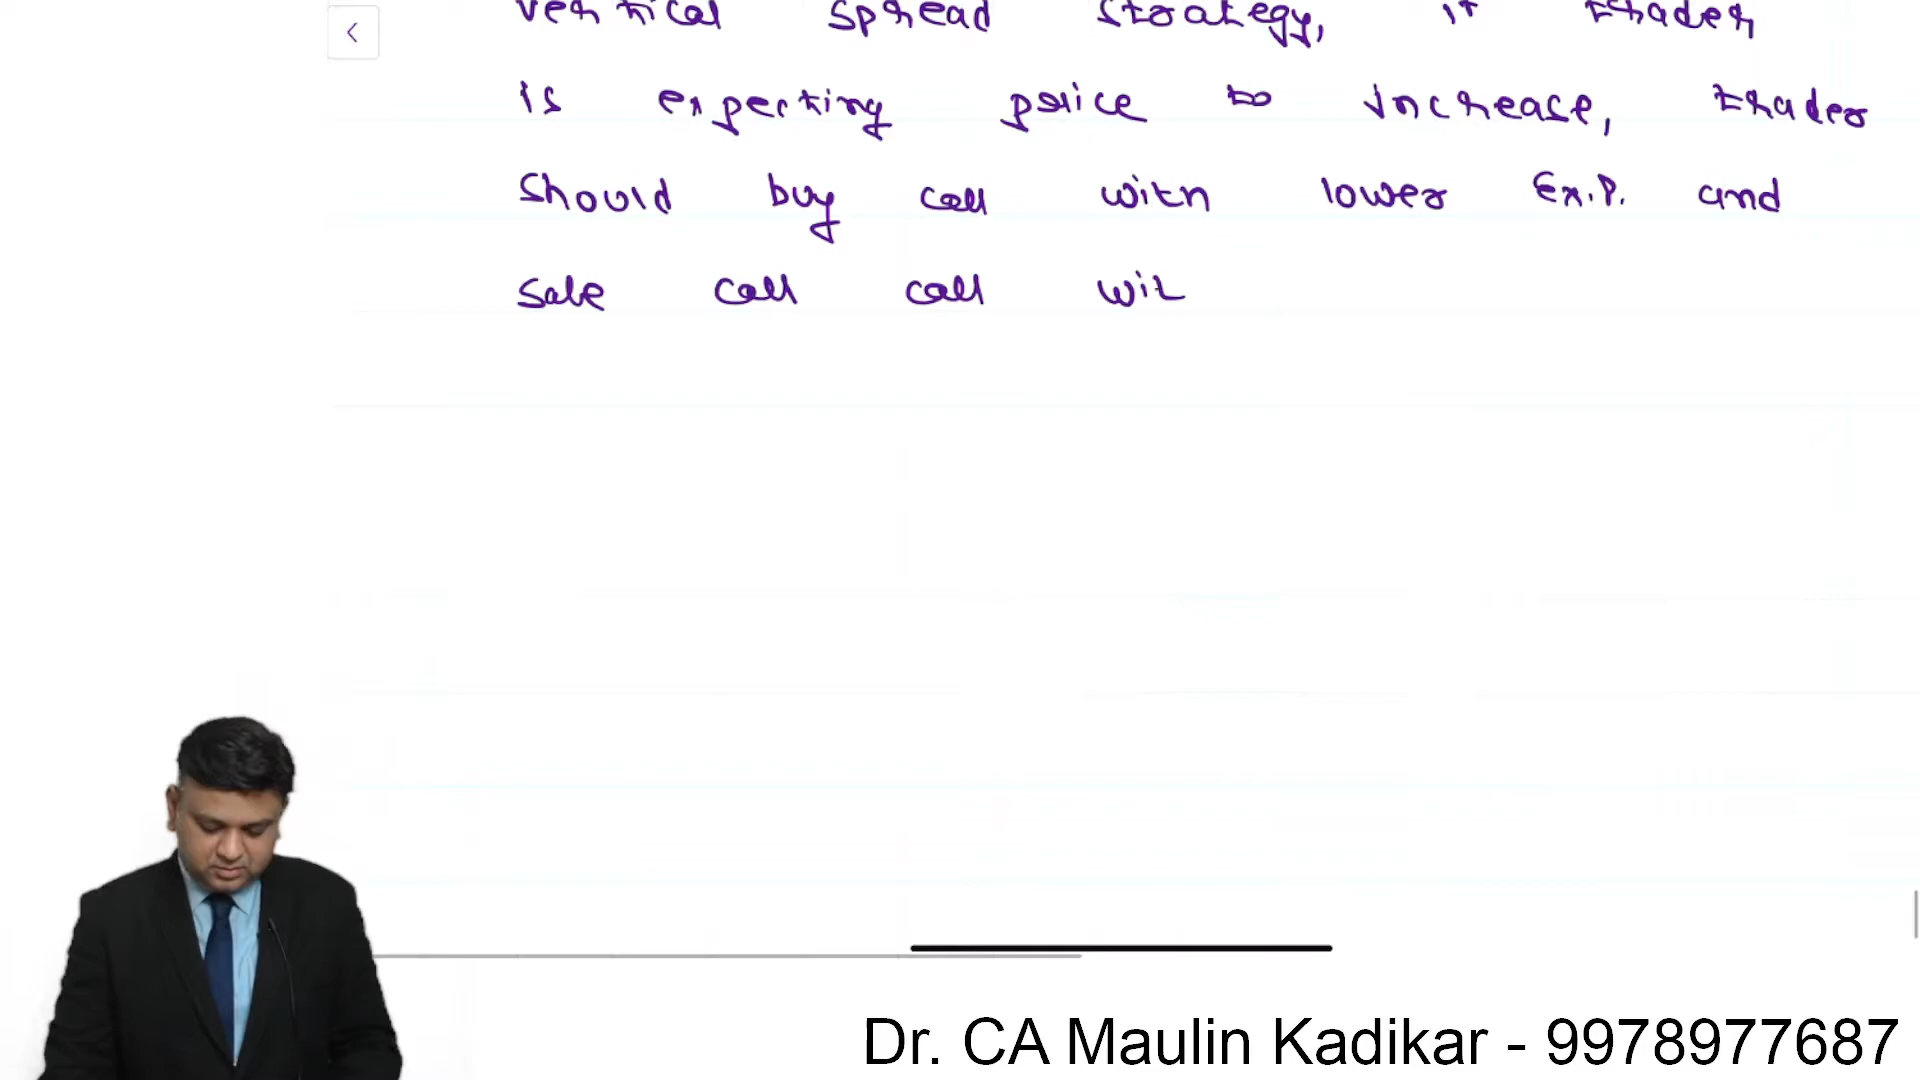 vertical spread strategy, if trader
is expecting price to increase, trader
should buy call with lower Ex.P. and
sale call call wit
Dr. CA Maulin Kadikar - 9978977687